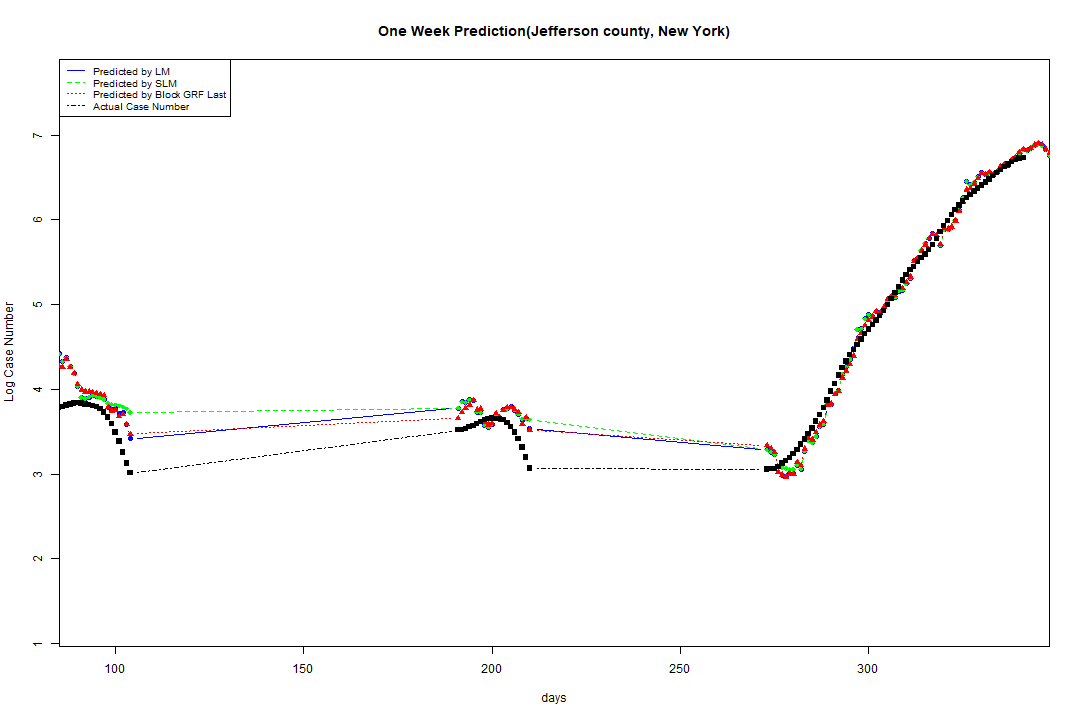 One Week Prediction(Jefferson county, New York)
Predicted by LM
Predicted by SLM
Predicted by Block GRF Last
Actual Case Number
7
6
5
4
3
2
1
Log Case Number
100 150 200 250 300
days